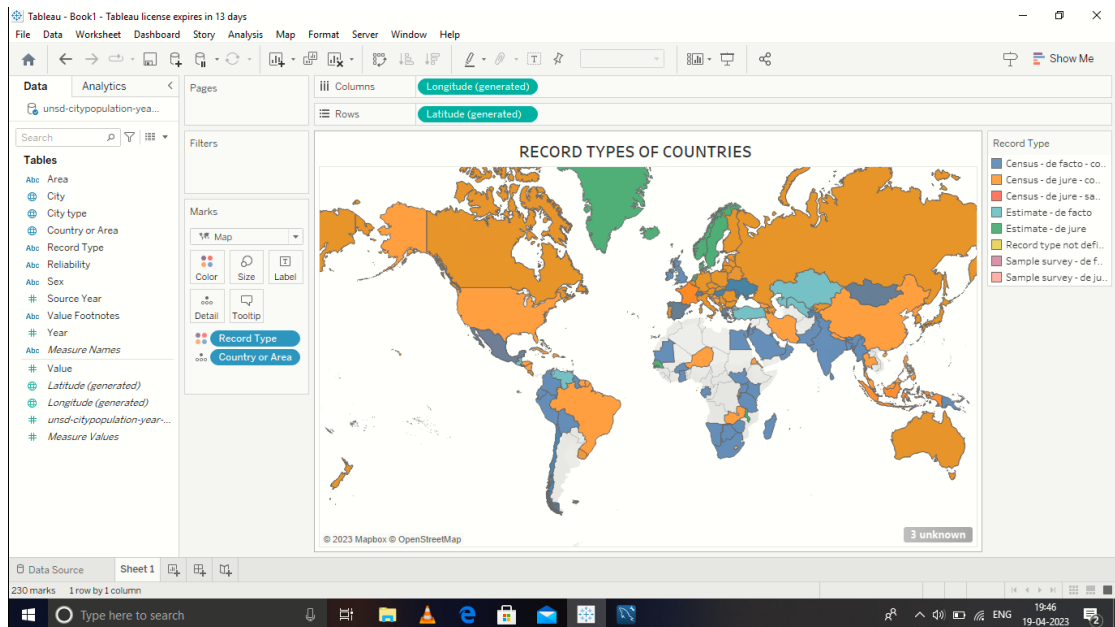 Tableau - Book1 - Tableau license expires in 13 days
File Data Worksheet Dashboard Story Analysis Map Format Server Window Help
Show Me
Data Analytics
unsd-citypopulation-yea...
Search
Tables
Abc Area
City
City type
Country or Area
Abc Record Type
Abc Reliability
Abc Sex
# Source Year
Abc Value Footnotes
# Year
Abc Measure Names
# Value
Latitude (generated)
Longitude (generated)
# unsd-citypopulation-year-...
# Measure Values
Pages
Filters
Marks
Map
Color Size Label
Detail Tooltip
Record Type
Country or Area
Columns Longitude (generated)
Rows Latitude (generated)
RECORD TYPES OF COUNTRIES
© 2023 Mapbox © OpenStreetMap
3 unknown
Record Type
Census - de facto - co..
Census - de jure - co..
Census - de jure - sa..
Estimate - de facto
Estimate - de jure
Record type not defi..
Sample survey - de f..
Sample survey - de ju..
Data Source Sheet 1
230 marks 1 row by 1 column
Type here to search
ENG
19:46
19-04-2023
2